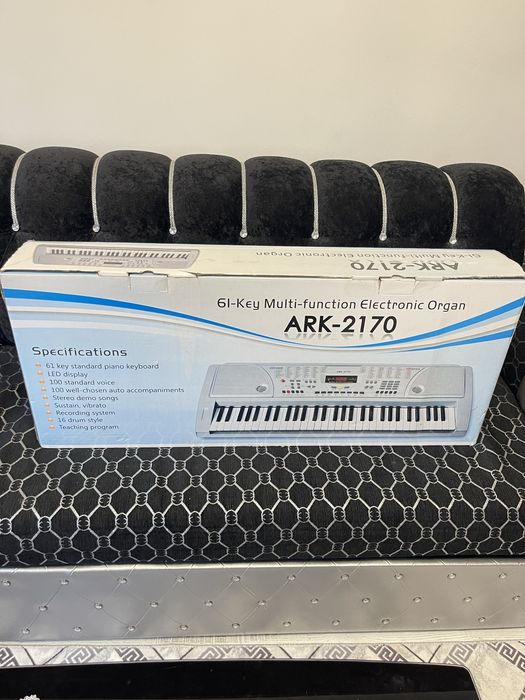 61-Key Multi-function Electronic Organ
ARK-2170
61-Key Multi-function Electronic Organ
ARK-2170
Specifications
61 key standard piano keyboard
LED display
100 standard voice
100 well-chosen auto accompaniments
Stereo demo songs
Sustain, vibrato
Recording system
16 drum style
Teaching program